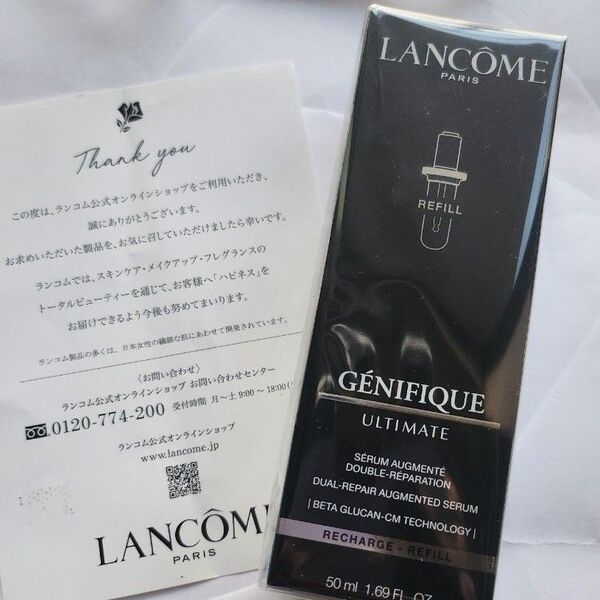 Thank you
この度は、ランコム公式オンラインショップをご利用いただき、
誠にありがとうございます。
お求めいただいた製品を、お気に召していただけましたら幸いです。
ランコムでは、スキンケア・メイクアップ・フレグランスの
トータルビューティーを通じて、お客様へ「ハピネス」を
お届けできるよう今後も努めてまいります。
ランコム製品の多くは、日本女性の繊細な肌にあわせて開発されています。
〈お問い合わせ〉
ランコム公式オンラインショップ お問い合わせセンター
0120-774-200 受付時間 月〜土 9:00〜18:00
ランコム公式オンラインショップ
www.lancome.jp
LANCÔME
PARIS
LANCÔME
PARIS
REFILL
GÉNIFIQUE
ULTIMATE
SÉRUM AUGMENTÉ
DOUBLE-RÉPARATION
DUAL-REPAIR AUGMENTED SERUM
| BETA GLUCAN-CM TECHNOLOGY |
RECHARGE - REFILL
50 ml 1.69 FL. OZ.